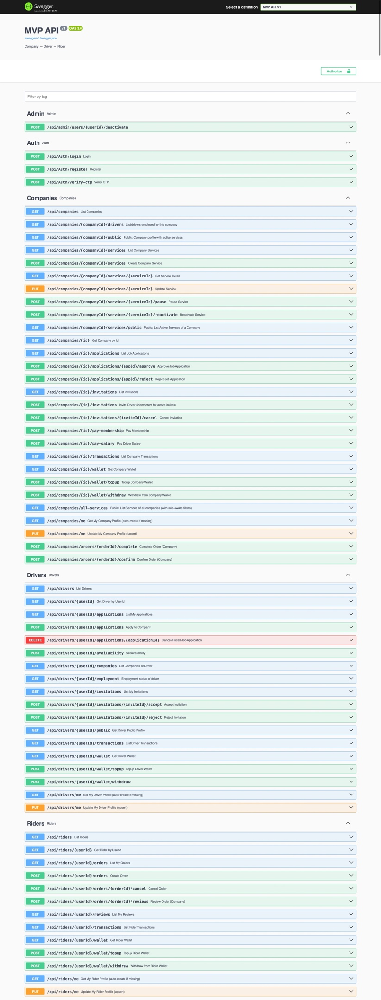 Swagger
Supported by SMARTBEAR
Select a definition
MVP API v1
MVP API v1 OAS 3.0
/swagger/v1/swagger.json
Company — Driver — Rider
Authorize
Filter by tag
Admin Admin
POST /api/admin/users/{userId}/deactivate
Auth Auth
POST /api/Auth/login Login
POST /api/Auth/register Register
POST /api/Auth/verify-otp Verify OTP
Companies Companies
GET /api/companies List Companies
GET /api/companies/{companyId}/drivers List drivers employed by this company
GET /api/companies/{companyId}/public Public: Company profile with active services
GET /api/companies/{companyId}/services List Company Services
POST /api/companies/{companyId}/services Create Company Service
GET /api/companies/{companyId}/services/{serviceId} Get Service Detail
PUT /api/companies/{companyId}/services/{serviceId} Update Service
POST /api/companies/{companyId}/services/{serviceId}/pause Pause Service
POST /api/companies/{companyId}/services/{serviceId}/reactivate Reactivate Service
GET /api/companies/{companyId}/services/public Public: List Active Services of a Company
GET /api/companies/{id} Get Company by Id
GET /api/companies/{id}/applications List Job Applications
POST /api/companies/{id}/applications/{appId}/approve Approve Job Application
POST /api/companies/{id}/applications/{appId}/reject Reject Job Application
GET /api/companies/{id}/invitations List Invitations
POST /api/companies/{id}/invitations Invite Driver (idempotent for active invites)
POST /api/companies/{id}/invitations/{inviteId}/cancel Cancel Invitation
POST /api/companies/{id}/pay-membership Pay Membership
POST /api/companies/{id}/pay-salary Pay Driver Salary
GET /api/companies/{id}/transactions List Company Transactions
GET /api/companies/{id}/wallet Get Company Wallet
POST /api/companies/{id}/wallet/topup Topup Company Wallet
POST /api/companies/{id}/wallet/withdraw Withdraw from Company Wallet
GET /api/companies/all-services Public: List Services of all companies (with role-aware filters)
GET /api/companies/me Get My Company Profile (auto-create if missing)
PUT /api/companies/me Update My Company Profile (upsert)
POST /api/companies/orders/{orderId}/complete Complete Order (Company)
POST /api/companies/orders/{orderId}/confirm Confirm Order (Company)
Drivers Drivers
GET /api/drivers List Drivers
GET /api/drivers/{userId} Get Driver by UserId
GET /api/drivers/{userId}/applications List My Applications
POST /api/drivers/{userId}/applications Apply to Company
DELETE /api/drivers/{userId}/applications/{applicationId} Cancel/Recall Job Application
POST /api/drivers/{userId}/availability Set Availability
GET /api/drivers/{userId}/companies List Companies of Driver
GET /api/drivers/{userId}/employment Employment status of driver
GET /api/drivers/{userId}/invitations List My Invitations
POST /api/drivers/{userId}/invitations/{inviteId}/accept Accept Invitation
POST /api/drivers/{userId}/invitations/{inviteId}/reject Reject Invitation
GET /api/drivers/{userId}/public Get Driver Public Profile
GET /api/drivers/{userId}/transactions List Driver Transactions
GET /api/drivers/{userId}/wallet Get Driver Wallet
POST /api/drivers/{userId}/wallet/topup Topup Driver Wallet
POST /api/drivers/{userId}/wallet/withdraw
GET /api/drivers/me Get My Driver Profile (auto-create if missing)
PUT /api/drivers/me Update My Driver Profile (upsert)
Riders Riders
GET /api/riders List Riders
GET /api/riders/{userId} Get Rider by UserId
GET /api/riders/{userId}/orders List My Orders
POST /api/riders/{userId}/orders Create Order
POST /api/riders/{userId}/orders/{orderId}/cancel Cancel Order
POST /api/riders/{userId}/orders/{orderId}/reviews Review Order (Company)
GET /api/riders/{userId}/reviews List My Reviews
GET /api/riders/{userId}/transactions List Rider Transactions
GET /api/riders/{userId}/wallet Get Rider Wallet
POST /api/riders/{userId}/wallet/topup Topup Rider Wallet
POST /api/riders/{userId}/wallet/withdraw Withdraw from Rider Wallet
GET /api/riders/me Get My Rider Profile (auto-create if missing)
PUT /api/riders/me Update My Rider Profile (upsert)